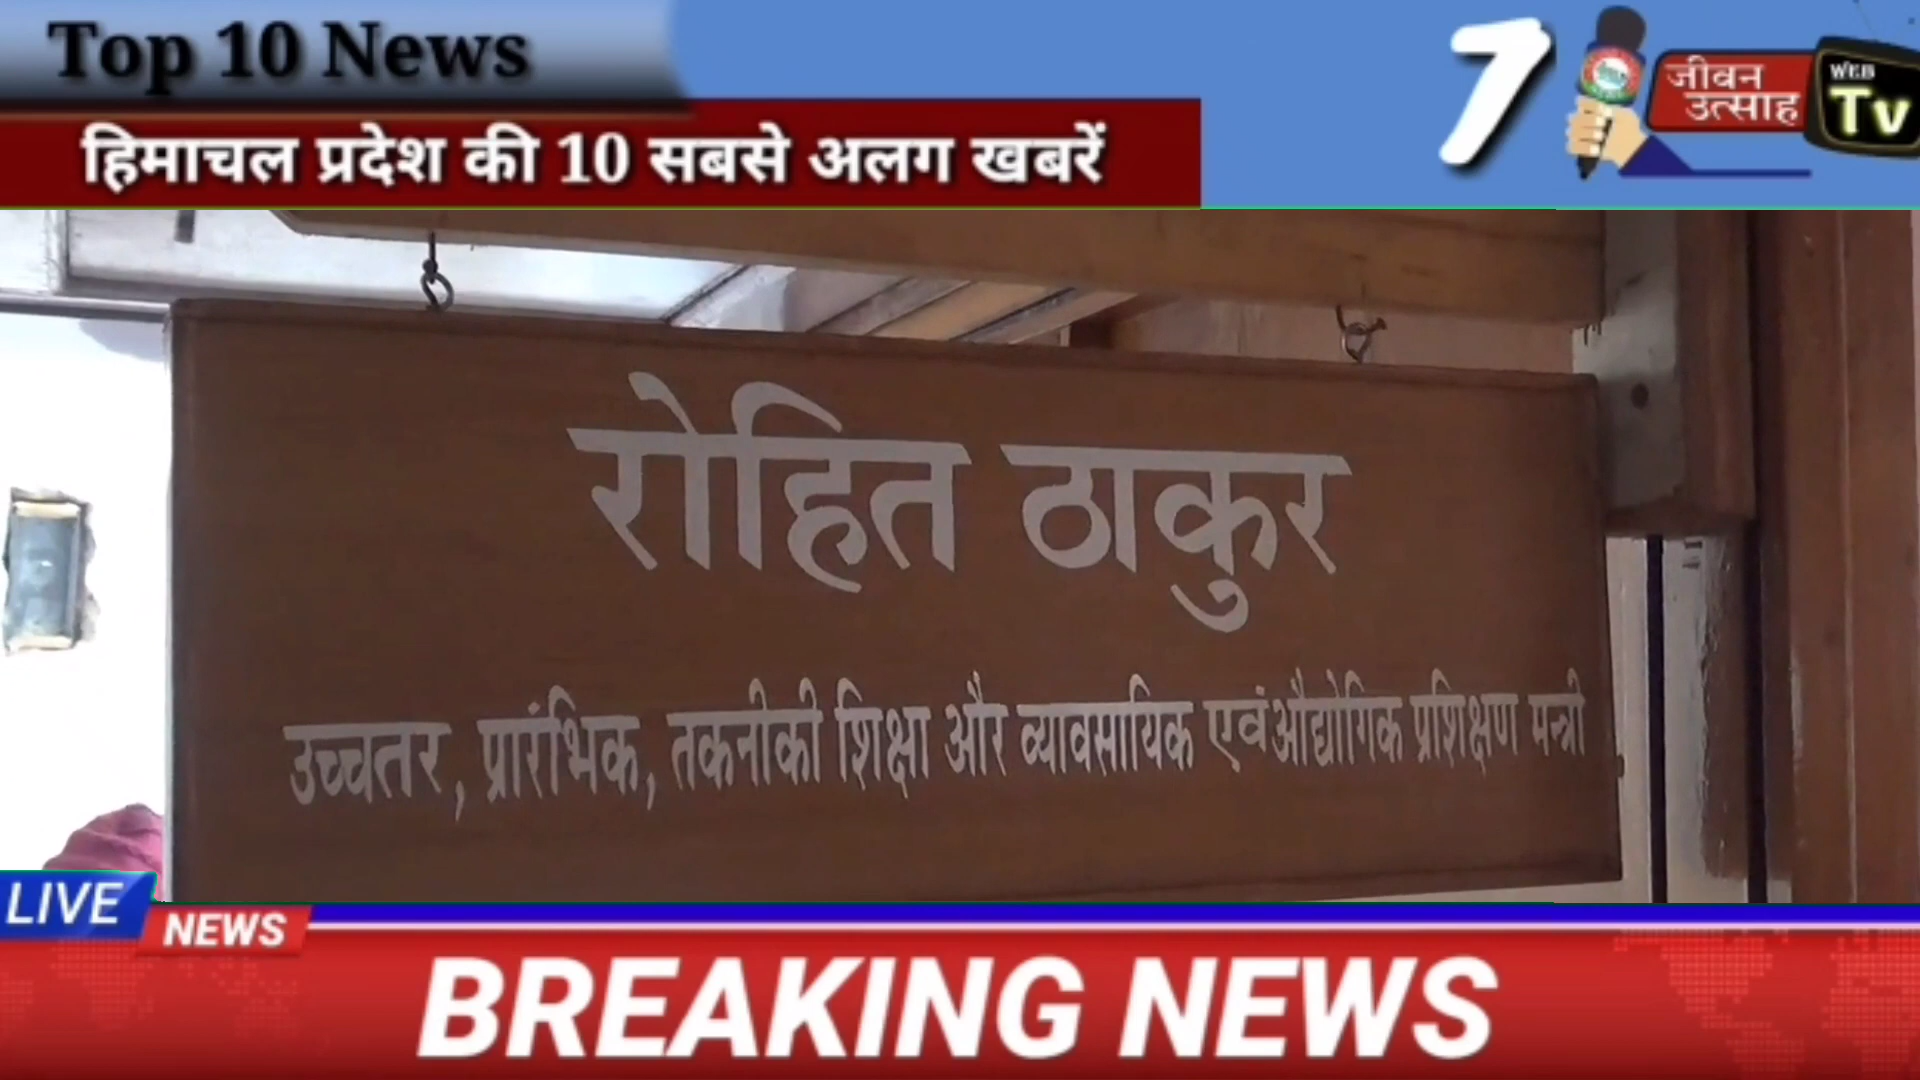 Top 10 News
हिमाचल प्रदेश की 10 सबसे अलग खबरें
7
जीवन
उत्साह
WEB
Tv
रोहित ठाकुर
उच्चतर, प्रारंभिक, तकनीकी शिक्षा और व्यावसायिक एवं औद्योगिक प्रशिक्षण मन्त्री
LIVE
NEWS
BREAKING NEWS